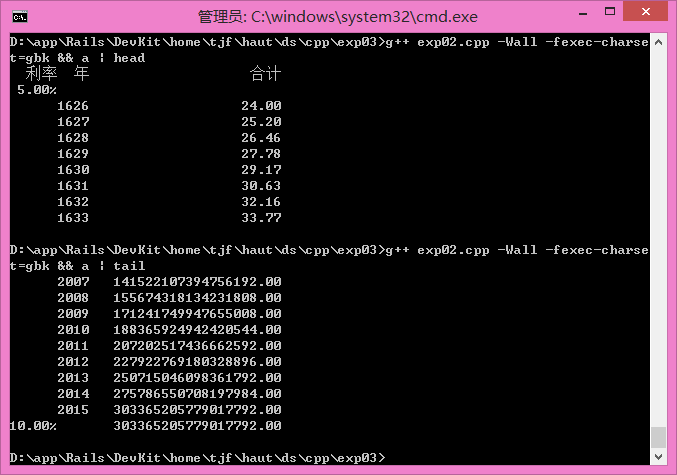 管理员: C:\windows\system32\cmd.exe
D:\app\Rails\DevKit\home\tjf\haut\ds\cpp\exp03>g++ exp02.cpp -Wall -fexec-charse
t=gbk && a | head
利率 年 合计
5.00%
1626 24.00
1627 25.20
1628 26.46
1629 27.78
1630 29.17
1631 30.63
1632 32.16
1633 33.77
D:\app\Rails\DevKit\home\tjf\haut\ds\cpp\exp03>g++ exp02.cpp -Wall -fexec-charse
t=gbk && a | tail
2007 141522107394756192.00
2008 155674318134231808.00
2009 171241749947655008.00
2010 188365924942420544.00
2011 207202517436662592.00
2012 227922769180328896.00
2013 250715046098361792.00
2014 275786550708197984.00
2015 303365205779017792.00
10.00% 303365205779017792.00
D:\app\Rails\DevKit\home\tjf\haut\ds\cpp\exp03>